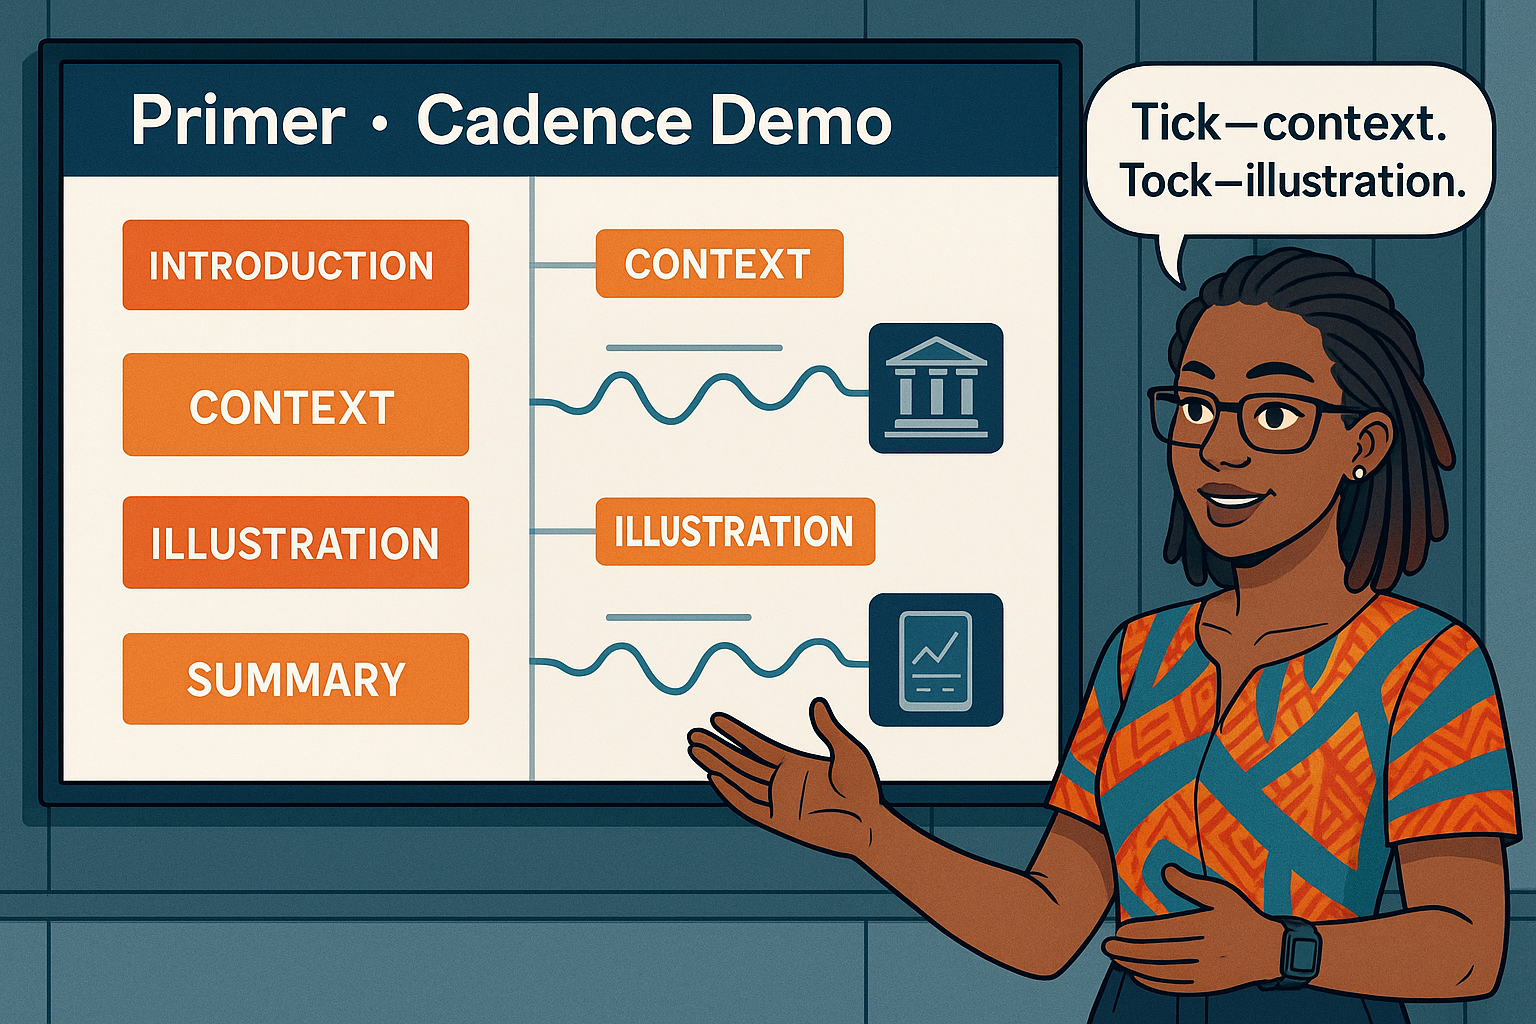 Primer • Cadence Demo
Tick—context.
Tock—illustration.
INTRODUCTION
CONTEXT
ILLUSTRATION
SUMMARY
CONTEXT
ILLUSTRATION